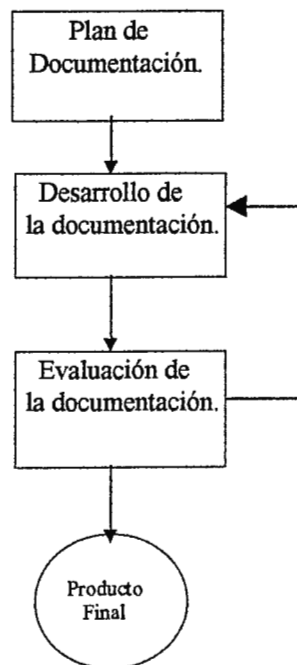 Plan de
Documentación.
Desarrollo de
la documentación.
Evaluación de
la documentación.
Producto
Final